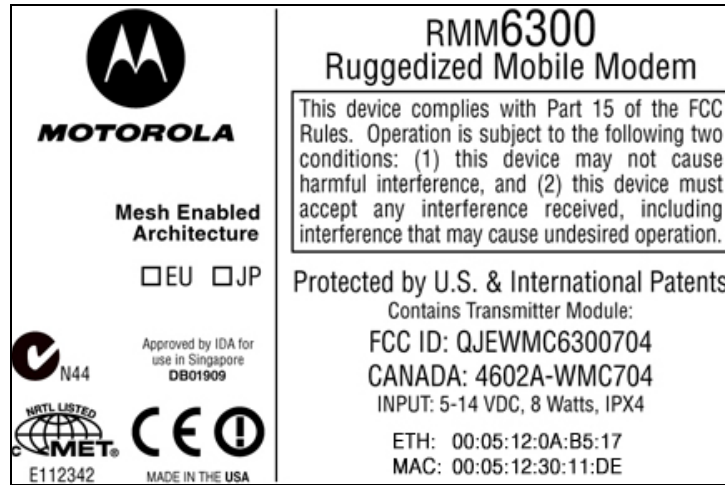 MOTOROLA
Mesh Enabled
Architecture
☐EU ☐JP
N44
Approved by IDA for
use in Singapore
DB01909
NRTL LISTED
C MET®
E112342
CE
MADE IN THE USA
RMM6300
Ruggedized Mobile Modem
This device complies with Part 15 of the FCC
Rules. Operation is subject to the following two
conditions: (1) this device may not cause
harmful interference, and (2) this device must
accept any interference received, including
interference that may cause undesired operation.
Protected by U.S. & International Patents
Contains Transmitter Module:
FCC ID: QJEWMC6300704
CANADA: 4602A-WMC704
INPUT: 5-14 VDC, 8 Watts, IPX4
ETH: 00:05:12:0A:B5:17
MAC: 00:05:12:30:11:DE